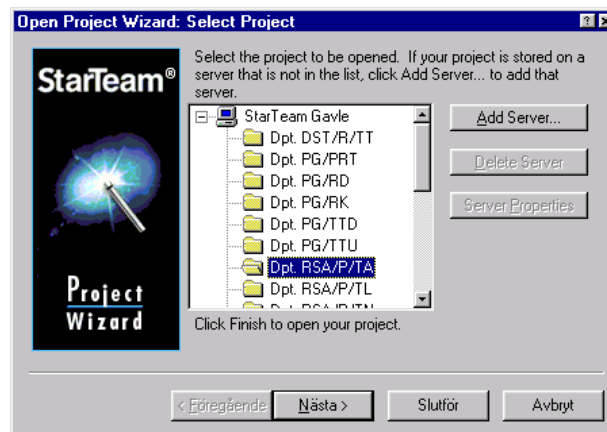 Open Project Wizard: Select Project
StarTeam®
Project
Wizard
Select the project to be opened. If your project is stored on a
server that is not in the list, click Add Server... to add that
server.
StarTeam Gavle
Dpt. DST/R/TT
Dpt. PG/PRT
Dpt. PG/RD
Dpt. PG/RK
Dpt. PG/TTD
Dpt. PG/TTU
Dpt. RSA/P/TA
Dpt. RSA/P/TL
Click Finish to open your project.
Add Server...
Delete Server
Server Properties
< Föregående
Nästa >
Slutför
Avbryt